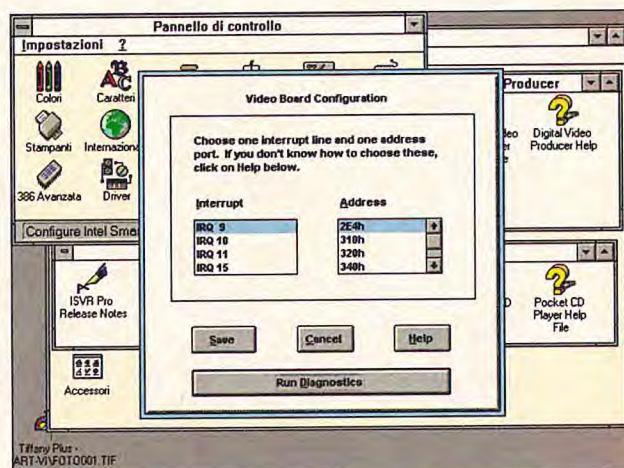 Pannello di controllo
Impostazioni ?
Colori
Caratteri
Stampanti
Internaziona
386 Avanzata
Driver
Configure Intel Smar
Producer
Digital Video
Producer Help
Video Board Configuration
Choose one interrupt line and one address
port. If you don't know how to choose these,
click on Help below.
Interrupt
Address
IRQ 9
IRQ 10
IRQ 11
IRQ 15
2E4h
310h
320h
340h
Save
Cancel
Help
Run Diagnostics
ISVR Pro
Release Notes
Pocket CD
Player Help
File
Accessori
Tiffany Plus -
ART-VI\FOTO001.TIF